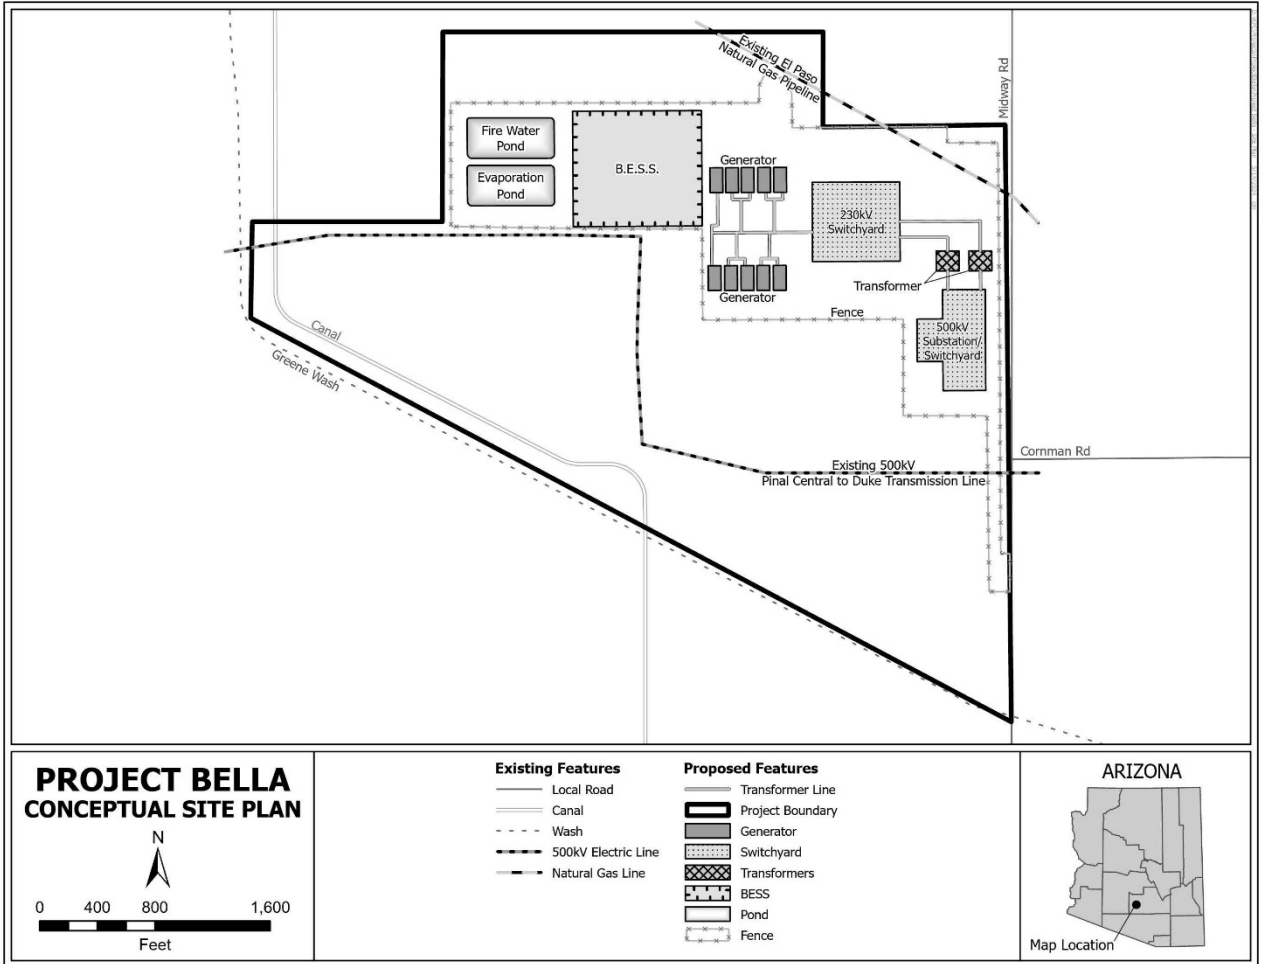 Existing El Paso
Natural Gas Pipeline
Midway Rd
Fire Water
Pond
Evaporation
Pond
B.E.S.S.
Generator
230kV
Switchyard
Transformer
Generator
Fence
500kV
Substation/
Switchyard
Canal
Greene Wash
Cornman Rd
Existing 500kV
Pinal Central to Duke Transmission Line
PROJECT BELLA
CONCEPTUAL SITE PLAN
N
0 400 800 1,600
Feet
Existing Features
Local Road
Canal
Wash
500kV Electric Line
Natural Gas Line
Proposed Features
Transformer Line
Project Boundary
Generator
Switchyard
Transformers
BESS
Pond
Fence
ARIZONA
Map Location